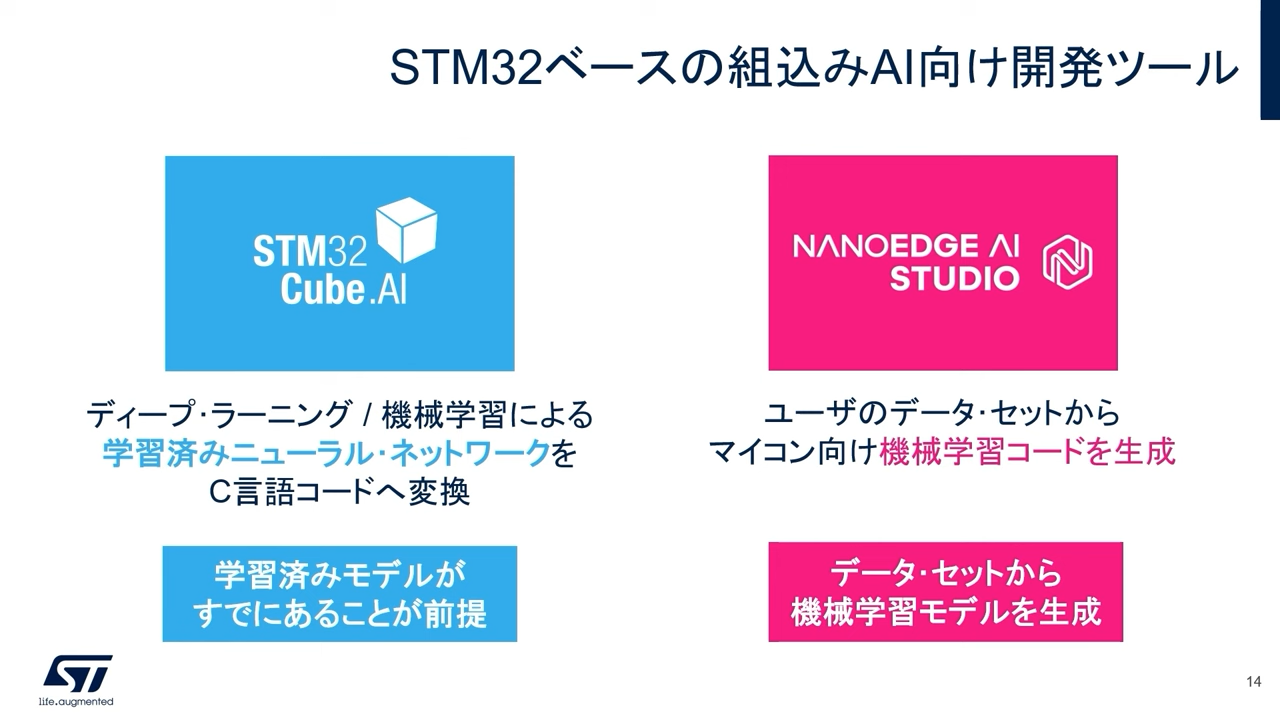 STM32ベースの組込みAI向け開発ツール
STM32
Cube.AI
ディープ・ラーニング / 機械学習による
学習済みニューラル・ネットワークを
C言語コードへ変換
学習済みモデルが
すでにあることが前提
NANOEDGE AI
STUDIO
ユーザのデータ・セットから
マイコン向け機械学習コードを生成
データ・セットから
機械学習モデルを生成
ST
life.augmented
14